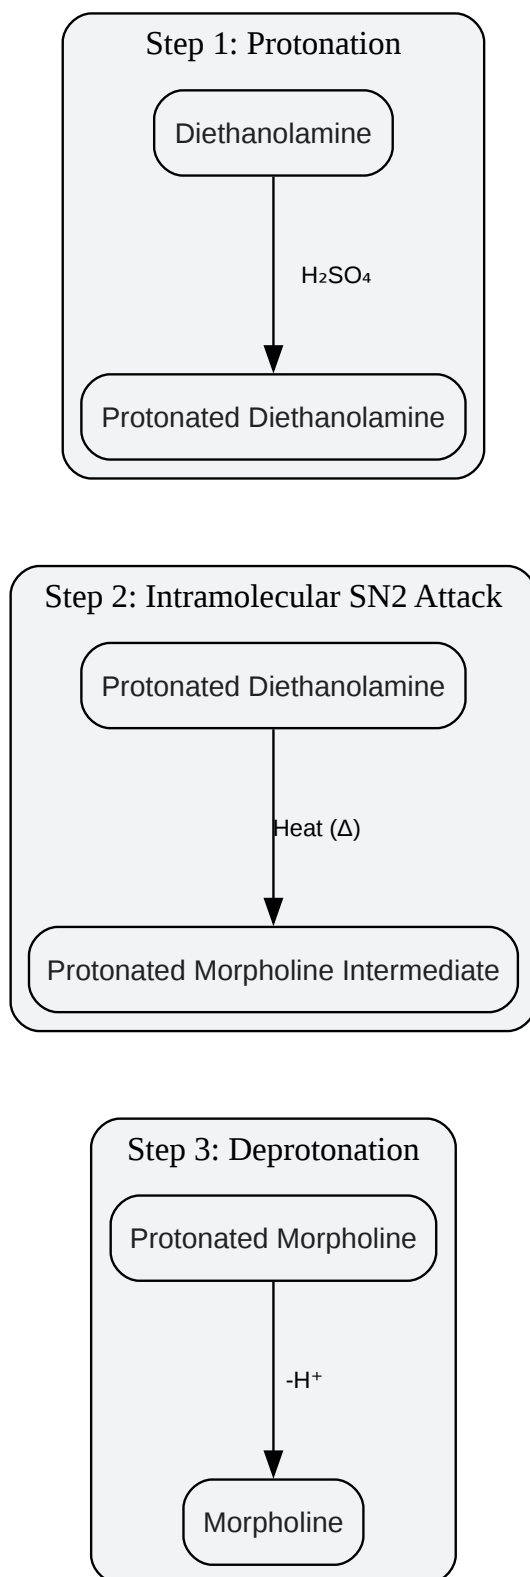 Step 1: Protonation
Diethanolamine
H₂SO₄
Protonated Diethanolamine
Step 2: Intramolecular SN2 Attack
Protonated Diethanolamine
Heat (Δ)
Protonated Morpholine Intermediate
Step 3: Deprotonation
Protonated Morpholine
-H⁺
Morpholine